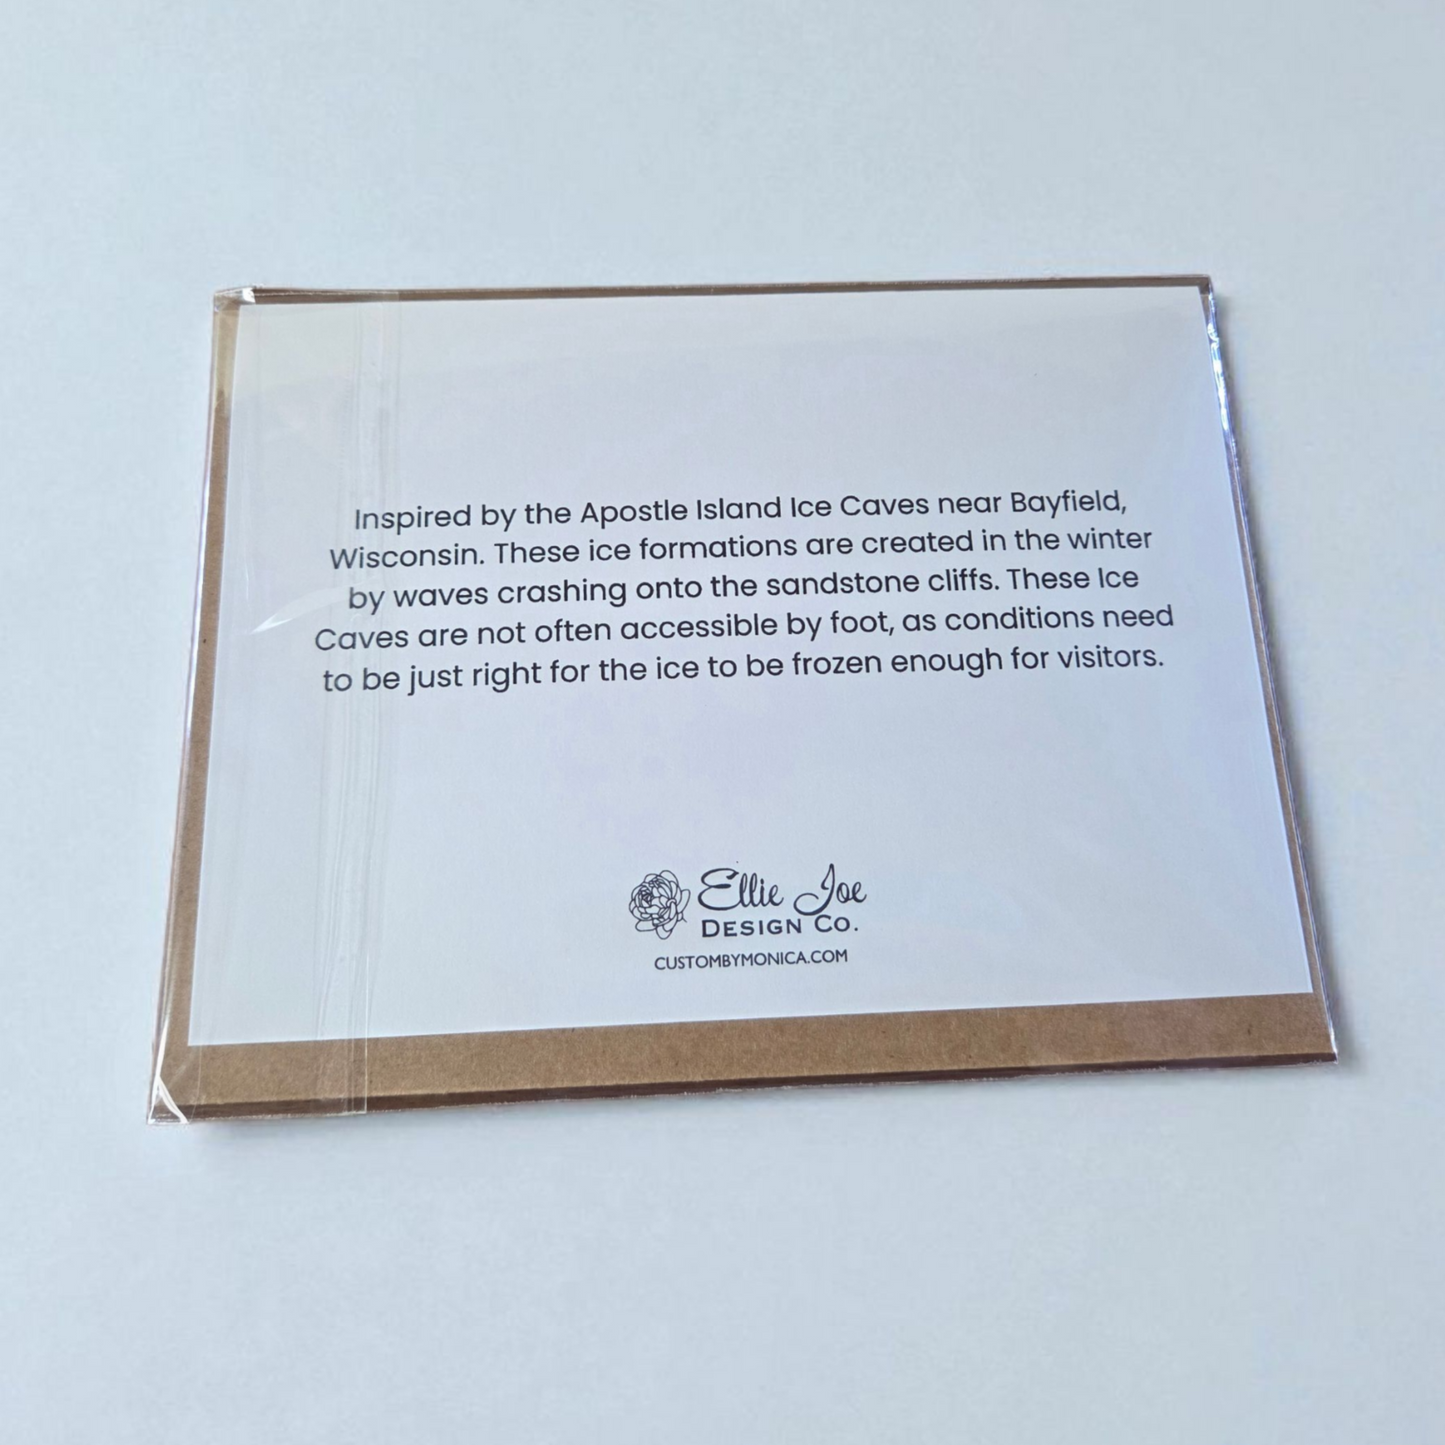 Inspired by the Apostle Island Ice Caves near Bayfield,
Wisconsin. These ice formations are created in the winter
by waves crashing onto the sandstone cliffs. These Ice
Caves are not often accessible by foot, as conditions need
to be just right for the ice to be frozen enough for visitors.
Ellie Joe
DESIGN CO.
CUSTOMBYMONICA.COM